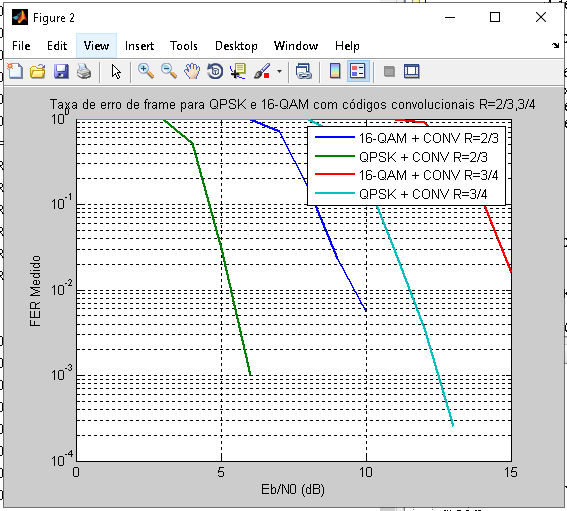 Figure 2
File Edit View Insert Tools Desktop Window Help
Taxa de erro de frame para QPSK e 16-QAM com códigos convolucionais R=2/3,3/4
10^0
16-QAM + CONV R=2/3
QPSK + CONV R=2/3
16-QAM + CONV R=3/4
QPSK + CONV R=3/4
10^-1
10^-2
10^-3
10^-4
FER Medido
0 5 10 15
Eb/N0 (dB)